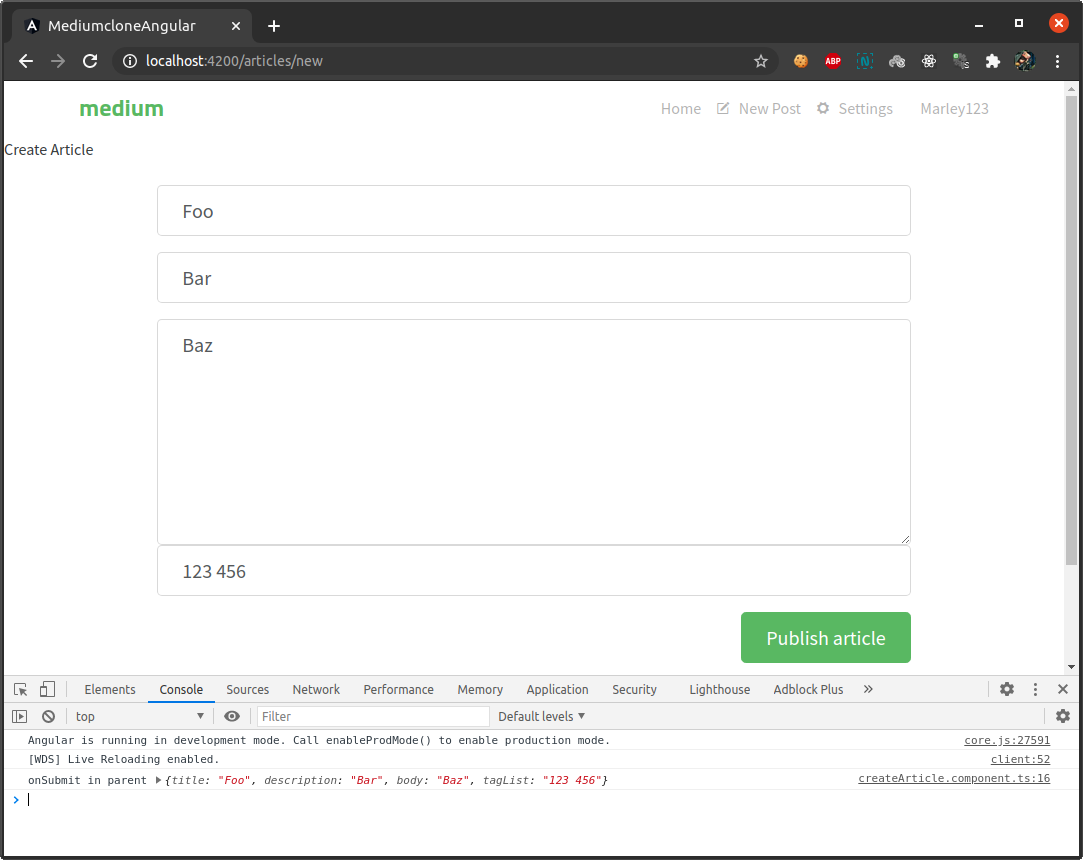 MediumcloneAngular
localhost:4200/articles/new
ABP
N
medium
Home New Post Settings Marley123
Create Article
Foo
Bar
Baz
123 456
Publish article
Elements Console Sources Network Performance Memory Application Security Lighthouse Adblock Plus
top Filter Default levels
Angular is running in development mode. Call enableProdMode() to enable production mode. core.js:27591
[WDS] Live Reloading enabled. client:52
onSubmit in parent {title: "Foo", description: "Bar", body: "Baz", tagList: "123 456"} createArticle.component.ts:16